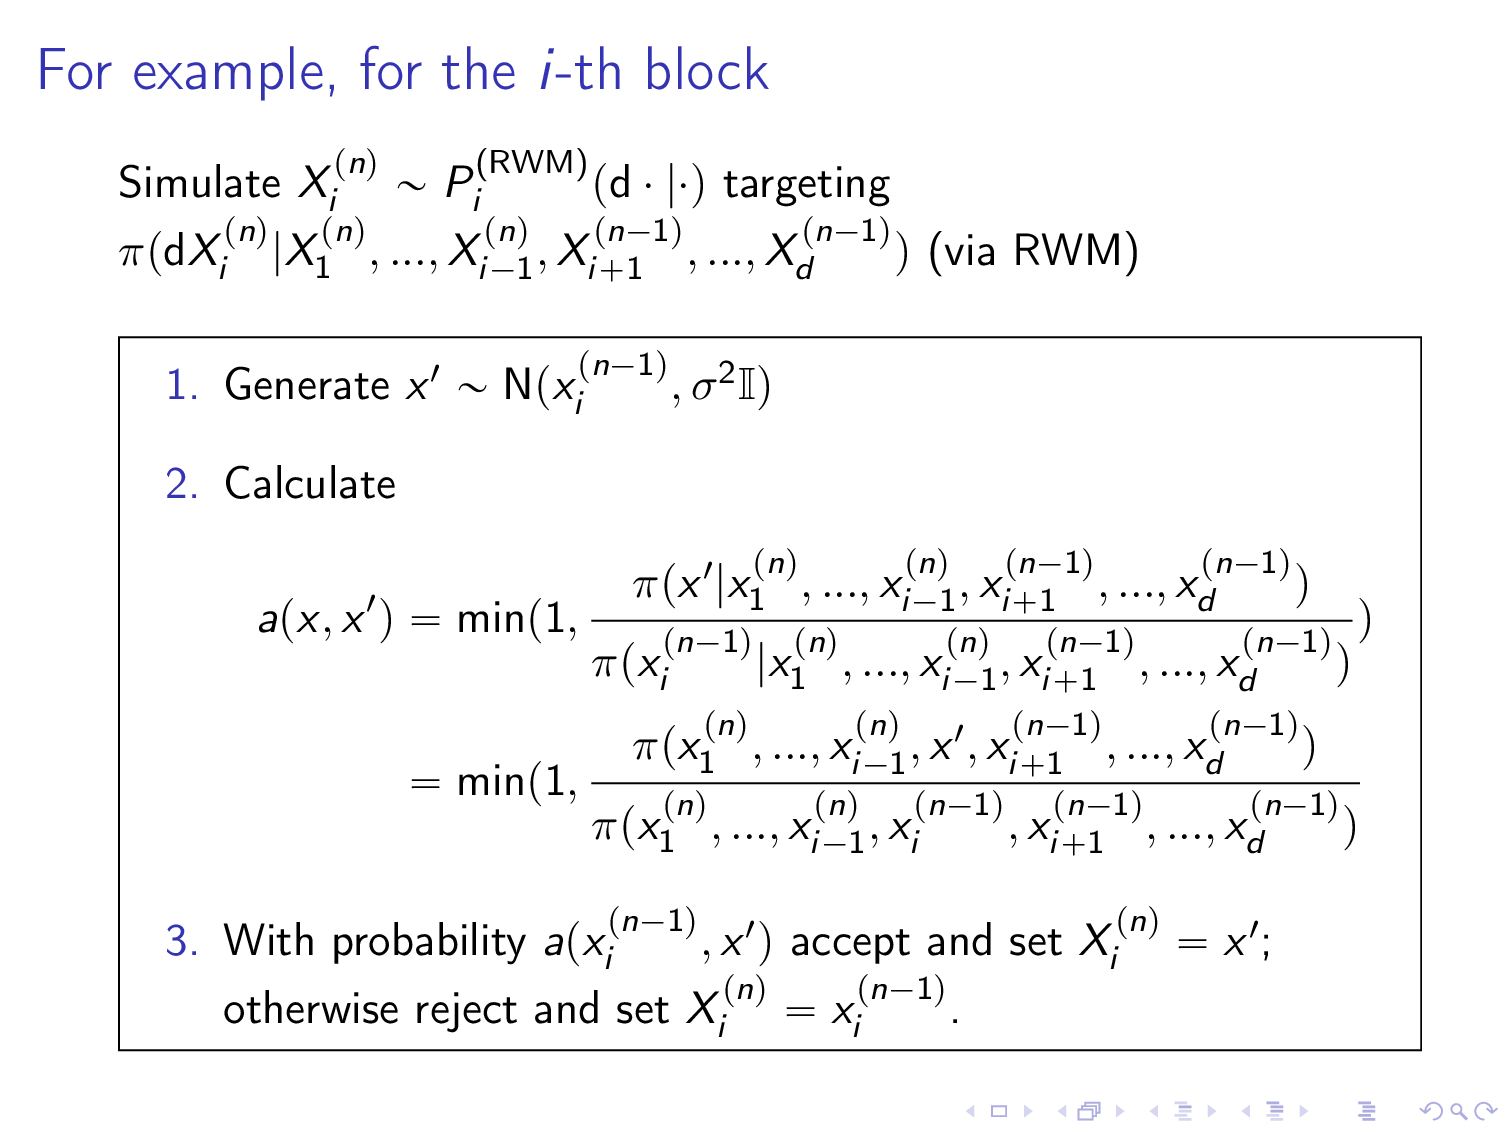 For example, for the i-th block
Simulate $X_i^{(n)} \sim P_i^{(\text{RWM})}(\text{d} \cdot | \cdot)$ targeting
$\pi(\text{d}X_i^{(n)} | X_1^{(n)}, ..., X_{i-1}^{(n)}, X_{i+1}^{(n-1)}, ..., X_d^{(n-1)})$ (via RWM)
1. Generate $x' \sim \text{N}(x_i^{(n-1)}, \sigma^2 \mathbb{I})$
2. Calculate
$a(x, x') = \min(1, \frac{\pi(x' | x_1^{(n)}, ..., x_{i-1}^{(n)}, x_{i+1}^{(n-1)}, ..., x_d^{(n-1)})}{\pi(x_i^{(n-1)} | x_1^{(n)}, ..., x_{i-1}^{(n)}, x_{i+1}^{(n-1)}, ..., x_d^{(n-1)})})$
$= \min(1, \frac{\pi(x_1^{(n)}, ..., x_{i-1}^{(n)}, x', x_{i+1}^{(n-1)}, ..., x_d^{(n-1)})}{\pi(x_1^{(n)}, ..., x_{i-1}^{(n)}, x_i^{(n-1)}, x_{i+1}^{(n-1)}, ..., x_d^{(n-1)})}$
3. With probability $a(x_i^{(n-1)}, x')$ accept and set $X_i^{(n)} = x'$;
otherwise reject and set $X_i^{(n)} = x_i^{(n-1)}$.